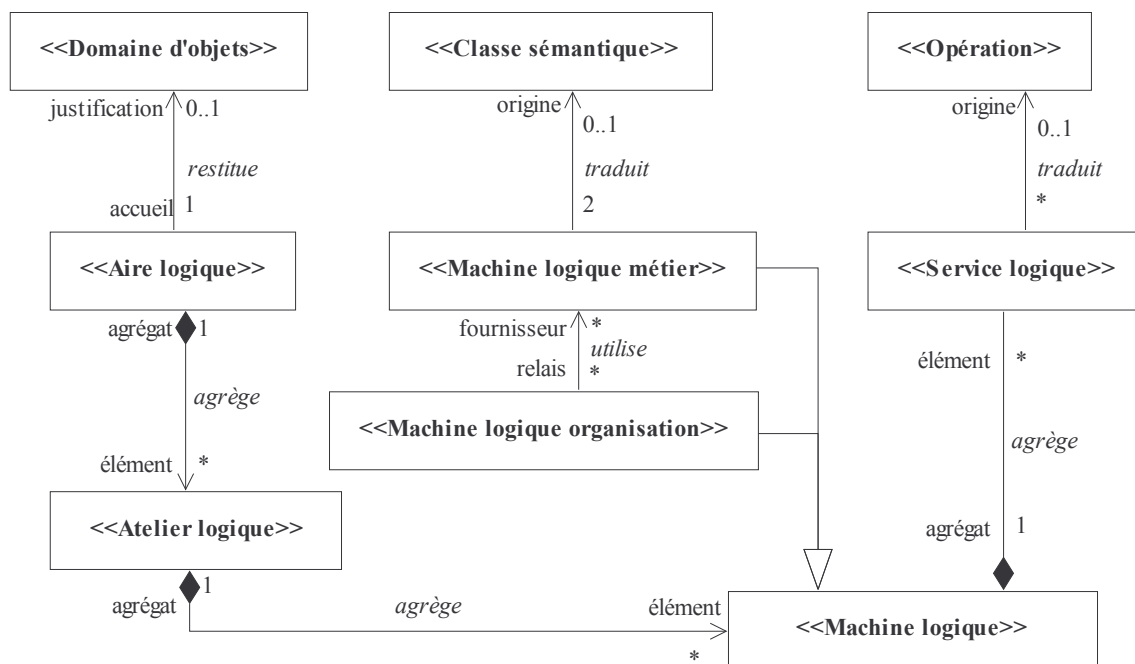 <<Domaine d'objets>>
<<Classe sémantique>>
<<Opération>>
justification
0..1
origine
0..1
origine
0..1
restitue
traduit
traduit
accueil
1
2
*
<<Aire logique>>
<<Machine logique métier>>
<<Service logique>>
agrégat
1
fournisseur
*
utilise
relais
*
élément
*
agrège
<<Machine logique organisation>>
agrège
élément
*
<<Atelier logique>>
agrégat
1
agrégat
1
agrège
élément
*
<<Machine logique>>